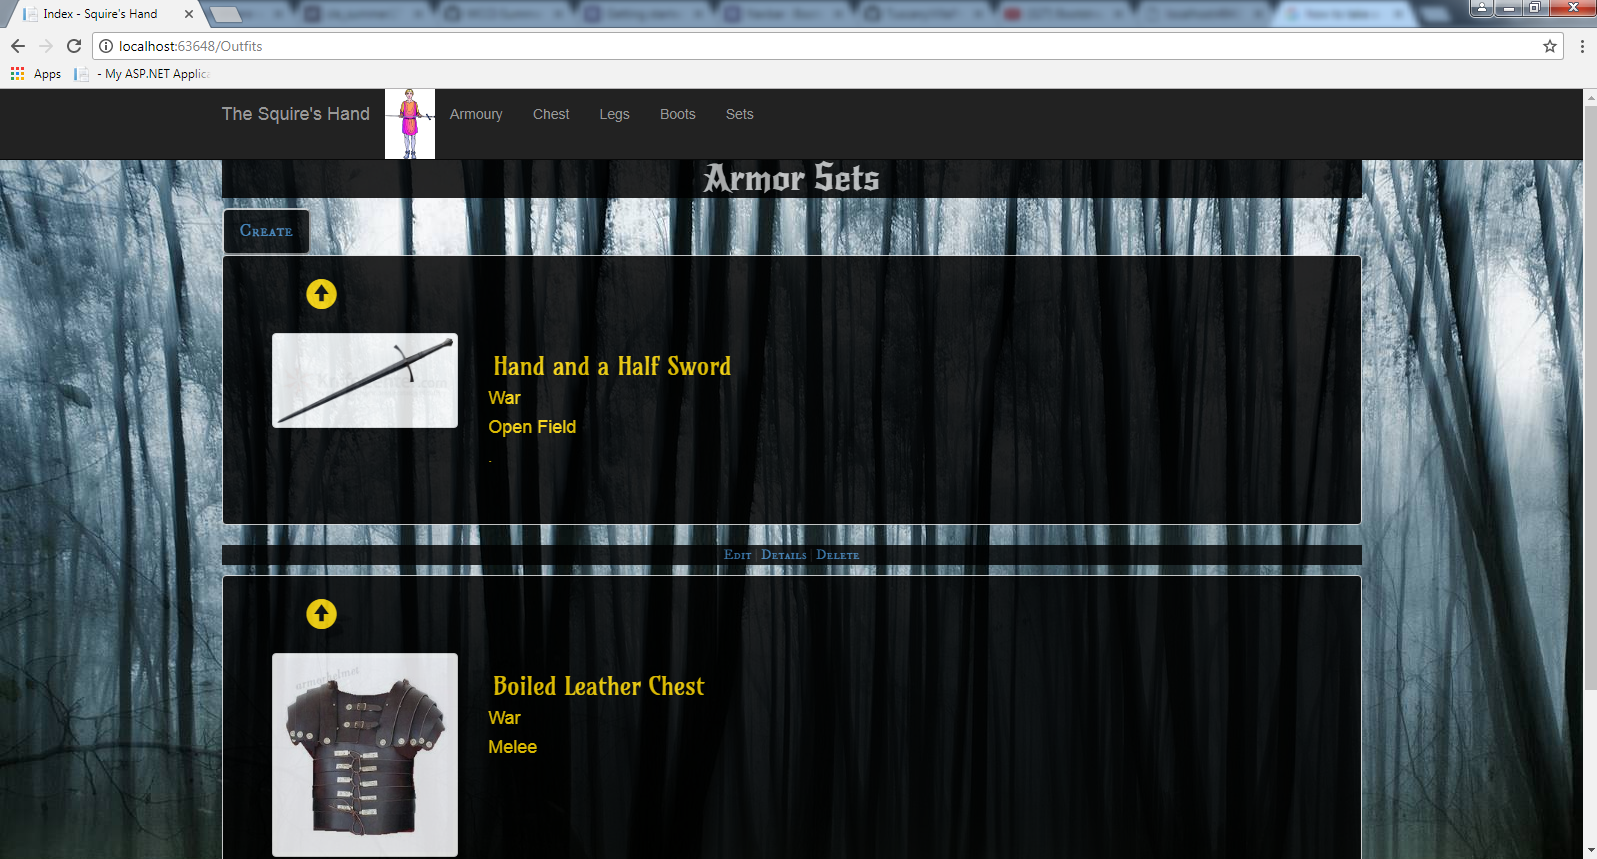 Index - Squire's Hand
localhost:63648/Outfits
Apps - My ASP.NET Applic
The Squire's Hand Armoury Chest Legs Boots Sets
Armor Sets
Create
Hand and a Half Sword
War
Open Field
.
Edit | Details | Delete
armorhelmet
Boiled Leather Chest
War
Melee